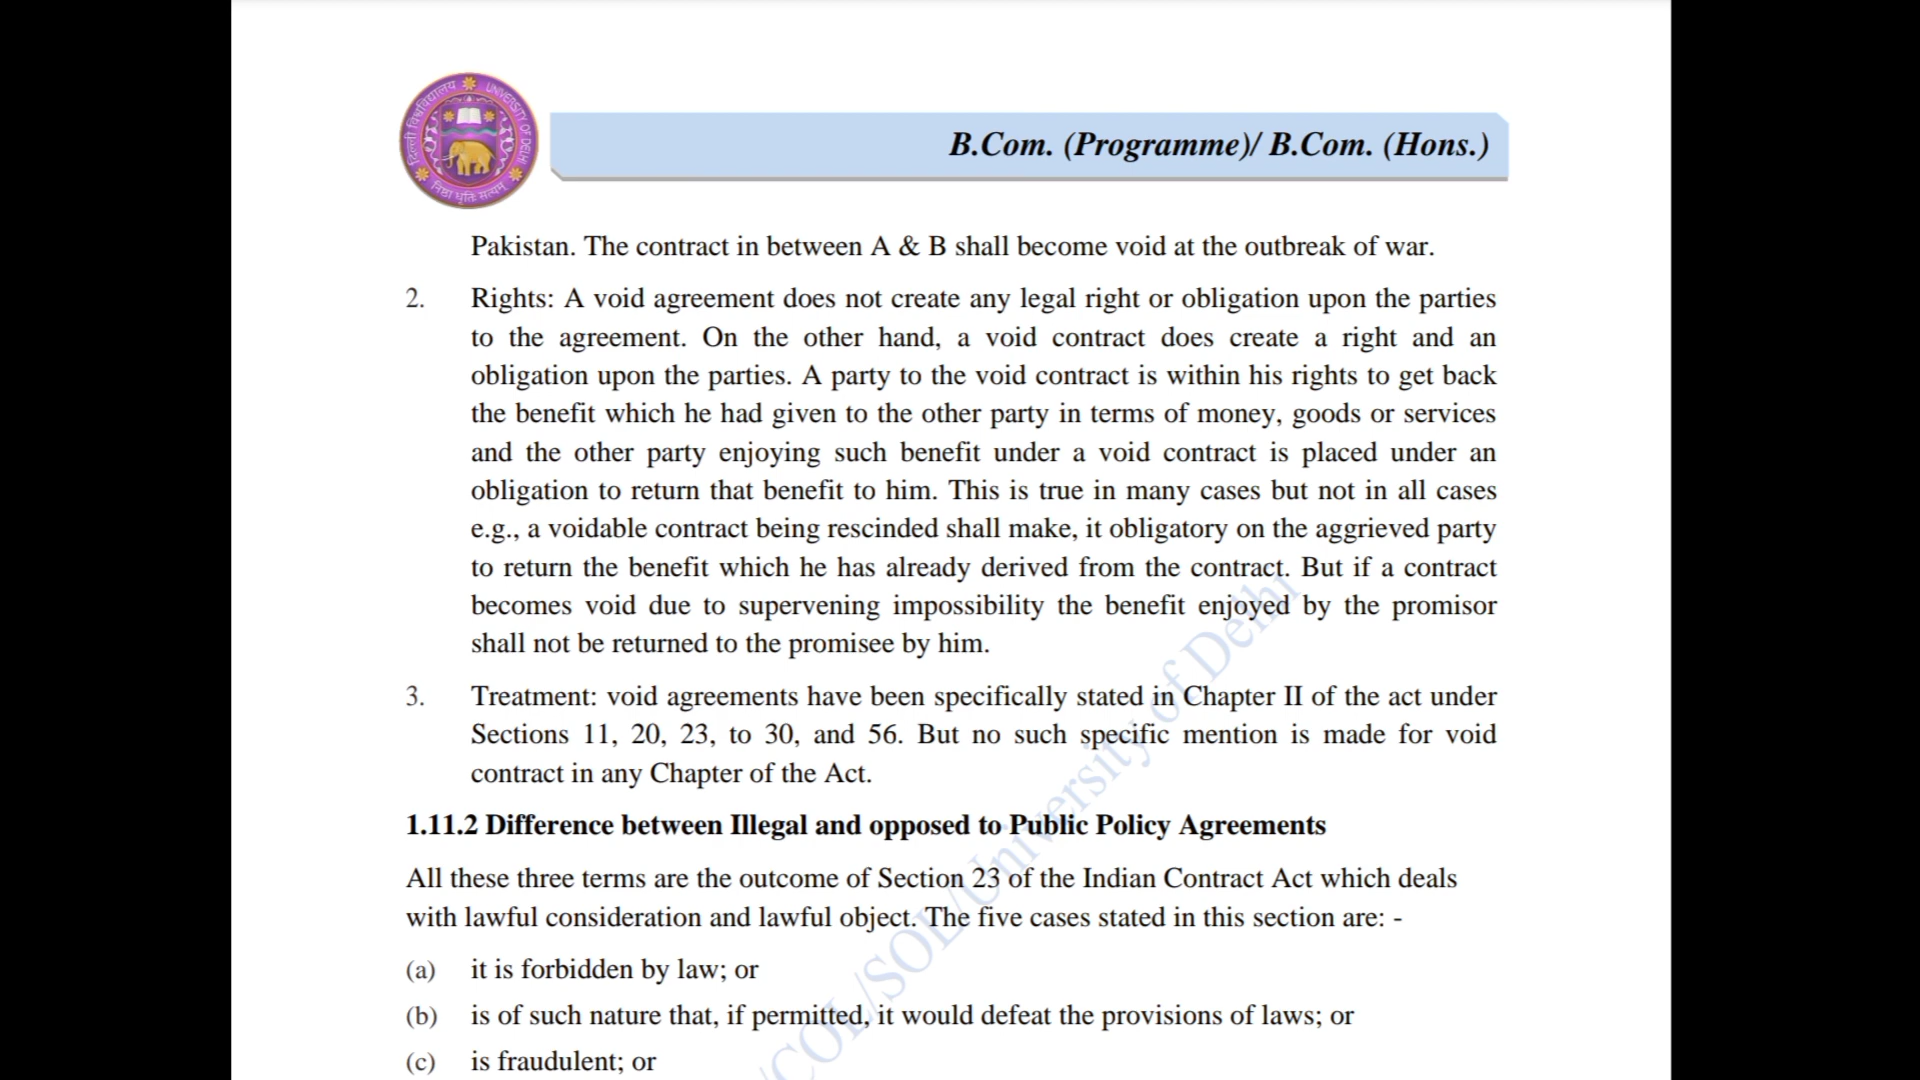 दिल्ली विश्वविद्यालय
UNIVERSITY OF DELHI
निष्ठा धृतिः सत्यम्
B.Com. (Programme)/ B.Com. (Hons.)
Pakistan. The contract in between A & B shall become void at the outbreak of war.
2. Rights: A void agreement does not create any legal right or obligation upon the parties
to the agreement. On the other hand, a void contract does create a right and an
obligation upon the parties. A party to the void contract is within his rights to get back
the benefit which he had given to the other party in terms of money, goods or services
and the other party enjoying such benefit under a void contract is placed under an
obligation to return that benefit to him. This is true in many cases but not in all cases
e.g., a voidable contract being rescinded shall make, it obligatory on the aggrieved party
to return the benefit which he has already derived from the contract. But if a contract
becomes void due to supervening impossibility the benefit enjoyed by the promisor
shall not be returned to the promisee by him.
3. Treatment: void agreements have been specifically stated in Chapter II of the act under
Sections 11, 20, 23, to 30, and 56. But no such specific mention is made for void
contract in any Chapter of the Act.
1.11.2 Difference between Illegal and opposed to Public Policy Agreements
All these three terms are the outcome of Section 23 of the Indian Contract Act which deals
with lawful consideration and lawful object. The five cases stated in this section are: -
(a) it is forbidden by law; or
(b) is of such nature that, if permitted, it would defeat the provisions of laws; or
(c) is fraudulent; or
/COL/SOL/University of Delhi